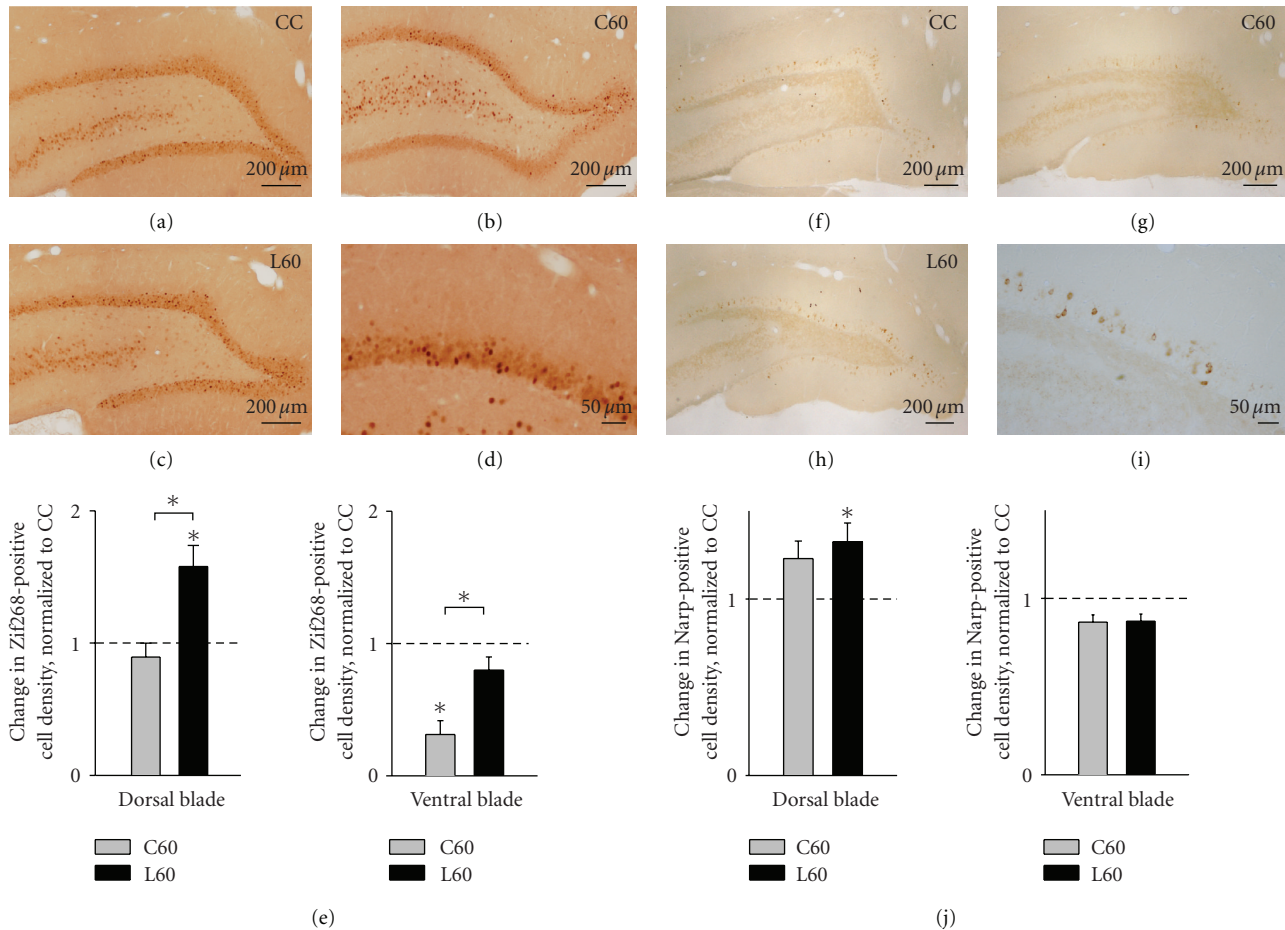 CC
200 μm
(a)
C60
200 μm
(b)
CC
200 μm
(f)
C60
200 μm
(g)
L60
200 μm
(c)
50 μm
(d)
L60
200 μm
(h)
50 μm
(i)
Change in Zif268-positive
cell density, normalized to CC
2
1
0
*
*
Dorsal blade
C60
L60
Change in Zif268-positive
cell density, normalized to CC
2
1
0
*
*
Ventral blade
C60
L60
(e)
Change in Narp-positive
cell density, normalized to CC
1
0
*
Dorsal blade
C60
L60
Change in Narp-positive
cell density, normalized to CC
1
0
Ventral blade
C60
L60
(j)